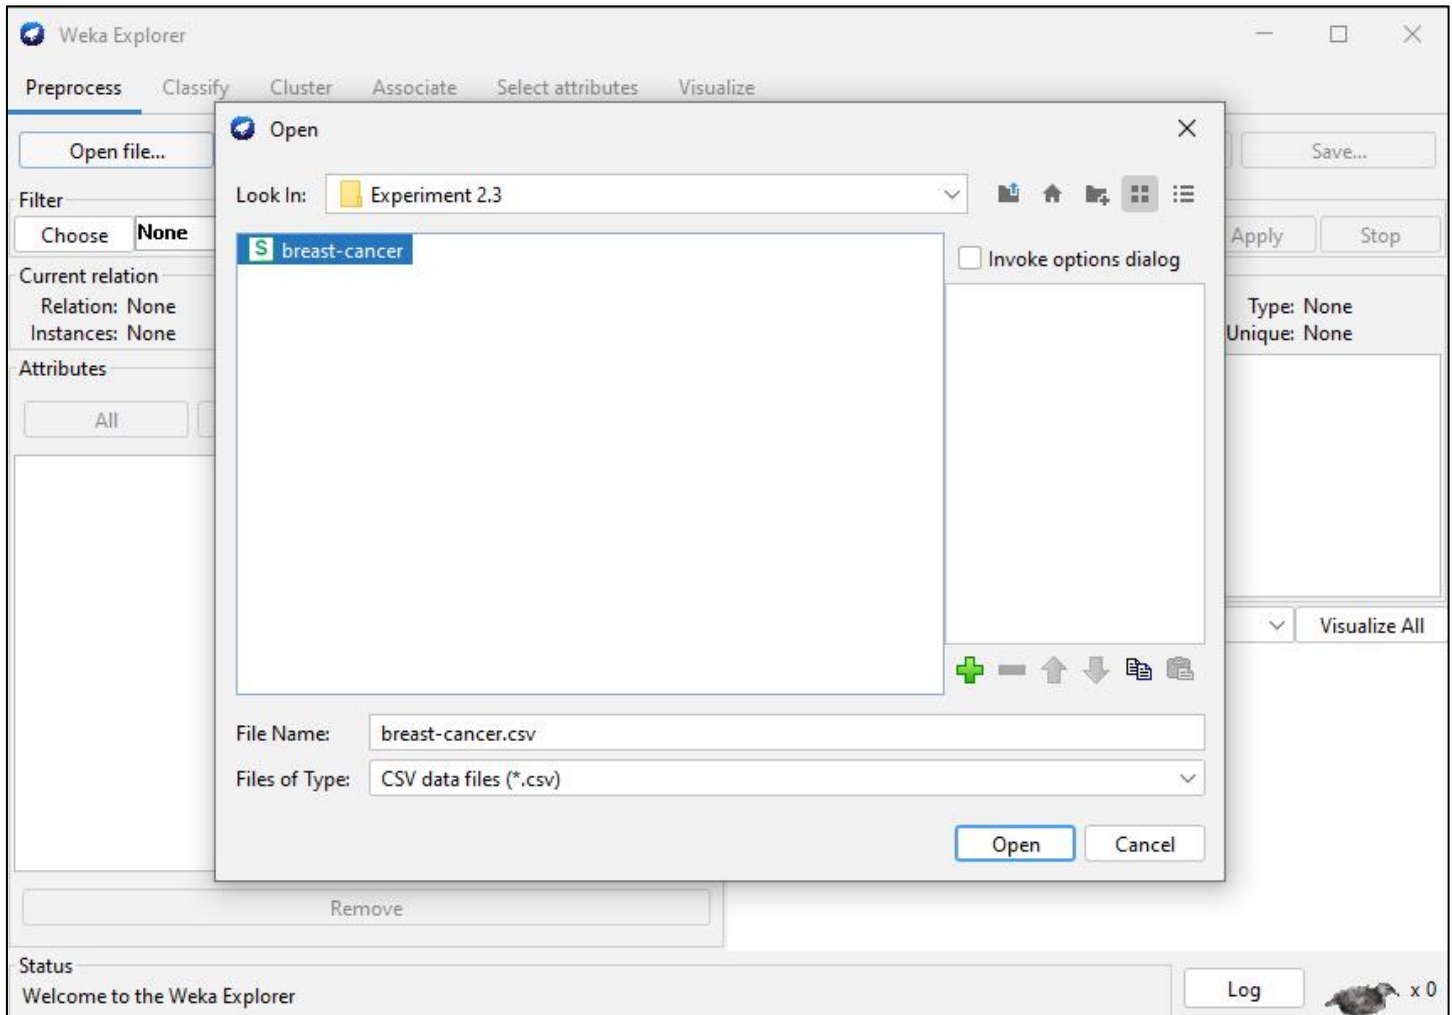 Weka Explorer
Preprocess Classify Cluster Associate Select attributes Visualize
Open
Open file...
Save...
Look In: Experiment 2.3
Filter
Choose None
Apply Stop
breast-cancer
Invoke options dialog
Current relation
Relation: None
Instances: None
Type: None
Unique: None
Attributes
All
Visualize All
File Name: breast-cancer.csv
Files of Type: CSV data files (*.csv)
Open Cancel
Remove
Status
Welcome to the Weka Explorer
Log x 0